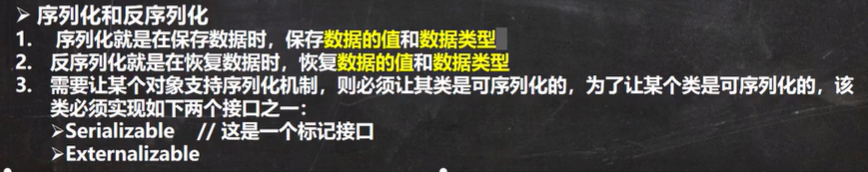 ➢ 序列化和反序列化
1. 序列化就是在保存数据时，保存数据的值和数据类型
2. 反序列化就是在恢复数据时，恢复数据的值和数据类型
3. 需要让某个对象支持序列化机制，则必须让其类是可序列化的，为了让某个类是可序列化的，该
类必须实现如下两个接口之一：
➢Serializable // 这是一个标记接口
➢Externalizable